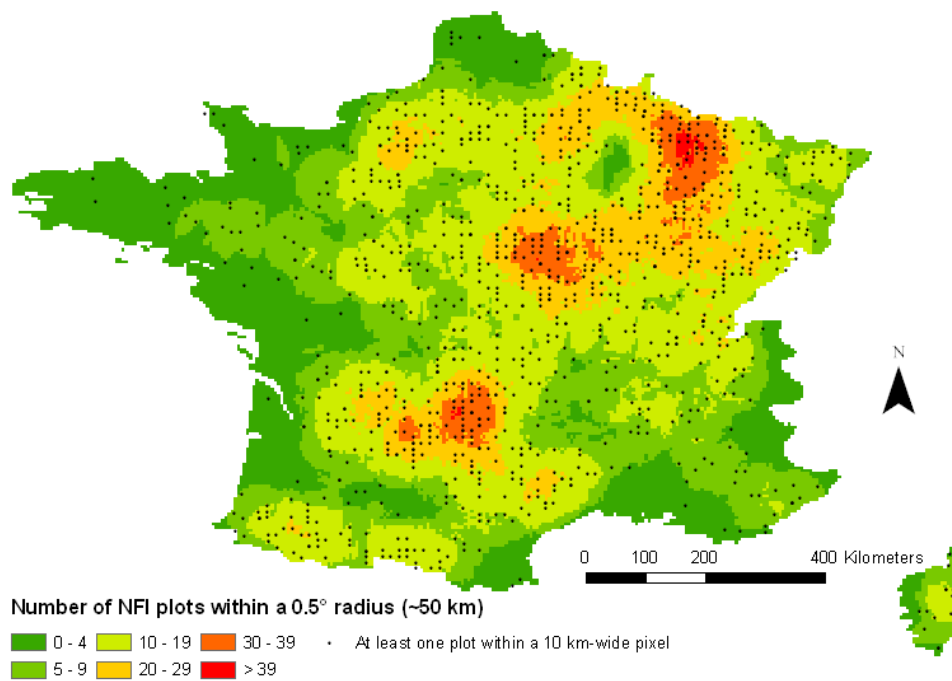 N
0 100 200 400 Kilometers
Number of NFI plots within a 0.5° radius (~50 km)
0 - 4 10 - 19 30 - 39 At least one plot within a 10 km-wide pixel
5 - 9 20 - 29 > 39